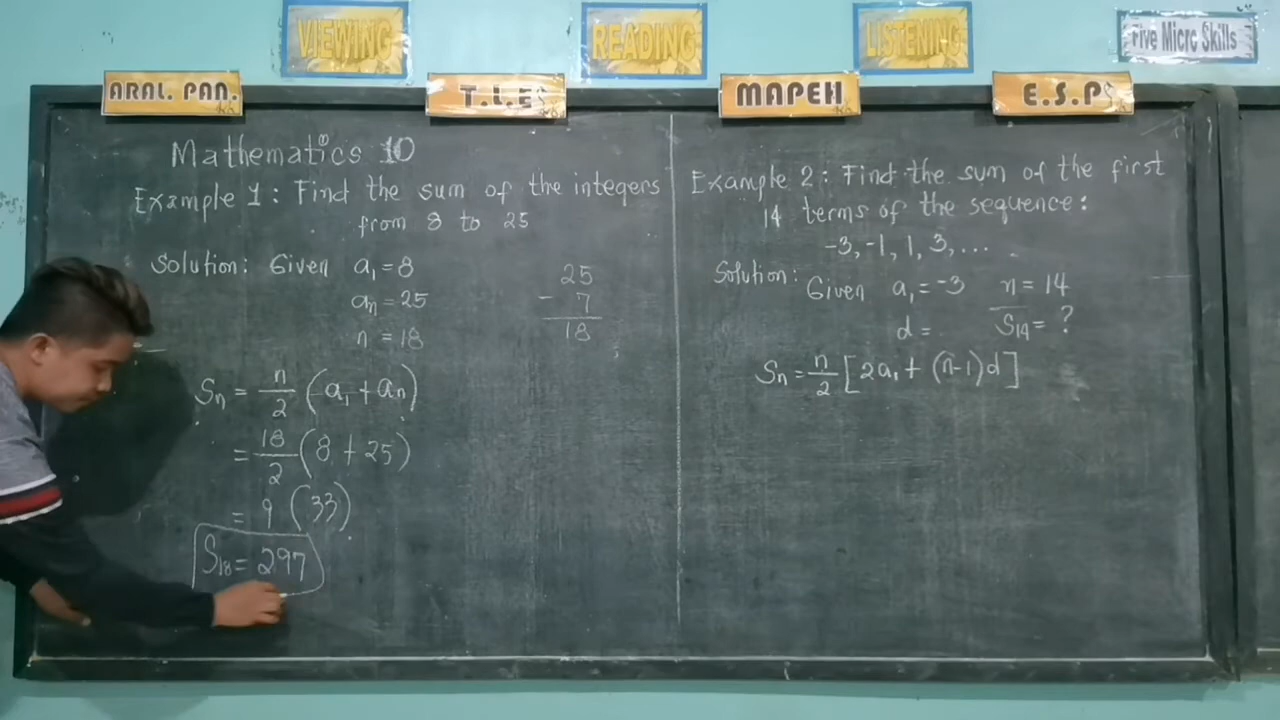 VIEWING
READING
LISTENING
Five Micro Skills
ARAL. PAN.
T.L.E
MAPEH
E.S.P
Mathematics 10
Example 1: Find the sum of the integers
from 8 to 25
Solution: Given a₁ = 8
aₙ = 25
n = 18
25
- 7
18
Sₙ = n/2 (a₁ + aₙ)
= 18/2 (8 + 25)
= 9 (33)
S₁₈ = 297
Example 2: Find the sum of the first
14 terms of the sequence:
-3, -1, 1, 3, ...
Solution: Given a₁ = -3 n = 14
d = S₁₄ = ?
Sₙ = n/2 [2a₁ + (n-1)d]